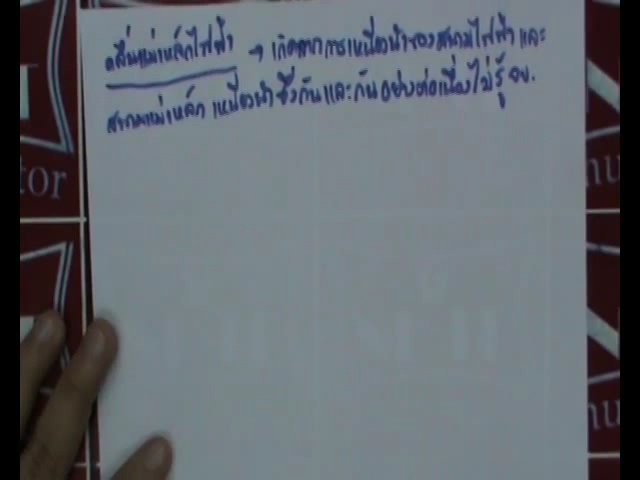 คลื่นแม่เหล็กไฟฟ้า → เกิดจากการเหนี่ยวนำของสนามไฟฟ้าและ
สนามแม่เหล็ก เหนี่ยวนำซึ่งกันและกันอย่างต่อเนื่องไม่รู้จบ.
tor